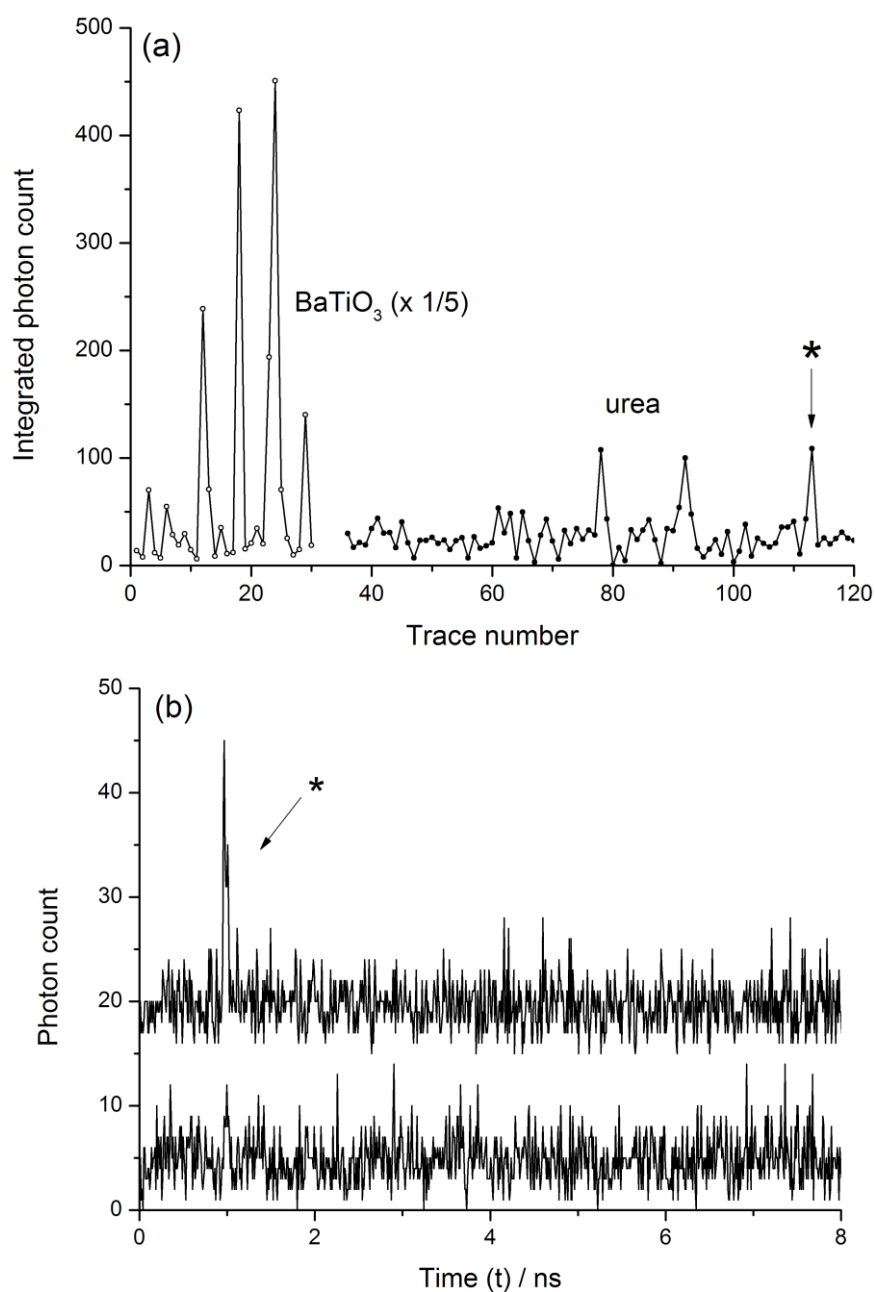 (a)
500
400
300
200
100
0
Integrated photon count
BaTiO₃ (x 1/5)
urea
*
0 20 40 60 80 100 120
Trace number
(b)
50
40
30
20
10
0
Photon count
*
0 2 4 6 8
Time (t) / ns